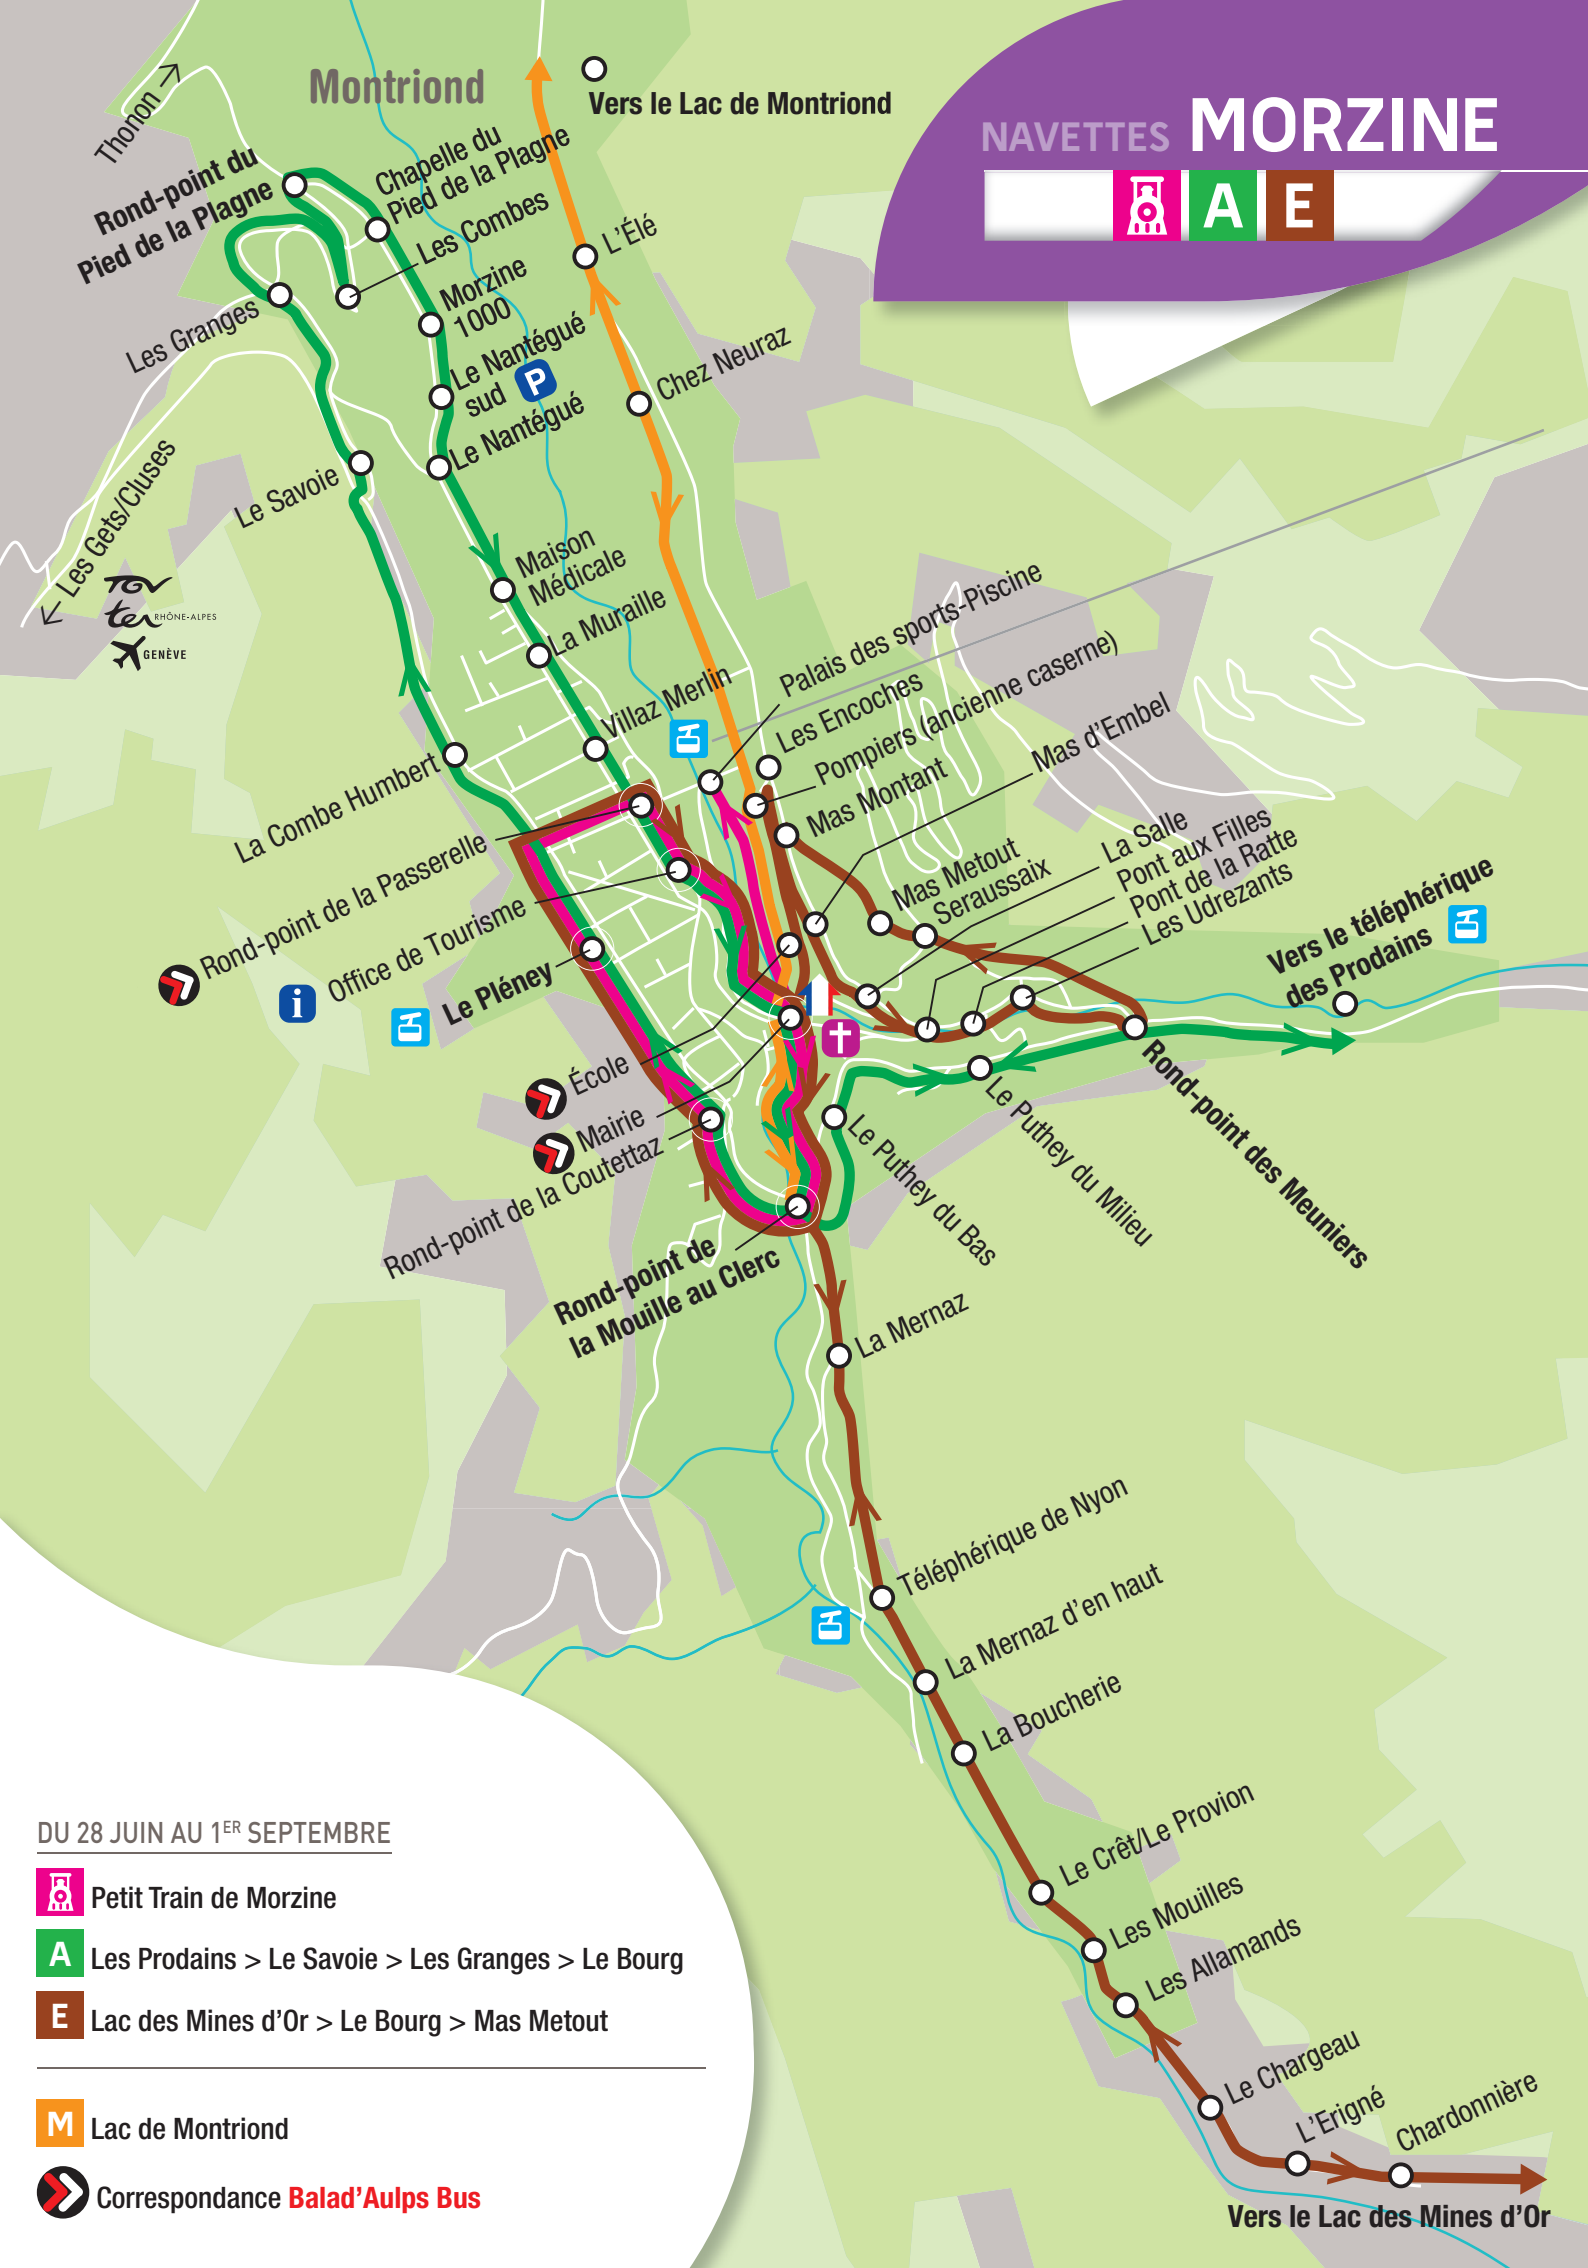 NAVETTES MORZINE
A E
Montriond
Vers le Lac de Montriond
Thonon
Rond-point du
Pied de la Plagne
Chapelle du
Pied de la Plagne
Les Combes
L'Élé
Morzine
1000
Les Granges
Le Nantégué
sud
P
Chez Neuraz
Le Nantégué
Le Savoie
Les Gets/Cluses
TGV
ter RHÔNE-ALPES
GENÈVE
Maison
Médicale
La Muraille
Palais des sports-Piscine
Villaz Merlin
Les Encoches
Pompiers (ancienne caserne)
Mas d'Embel
La Combe Humbert
Mas Montant
Rond-point de la Passerelle
Mas Metout
Seraussaix
La Salle
Pont aux Filles
Pont de la Ratte
Les Udrezants
Office de Tourisme
i
Le Pléney
Vers le téléphérique
des Prodains
École
Mairie
Rond-point de la Coutettaz
Le Puthey du Milieu
Rond-point des Meuniers
Le Puthey du Bas
Rond-point de
la Mouille au Clerc
La Mernaz
Téléphérique de Nyon
La Mernaz d'en haut
La Boucherie
Le Crêt/Le Provion
Les Mouilles
Les Allamands
Le Chargeau
L'Erigné
Chardonnière
Vers le Lac des Mines d'Or
DU 28 JUIN AU 1ER SEPTEMBRE
Petit Train de Morzine
A Les Prodains > Le Savoie > Les Granges > Le Bourg
E Lac des Mines d'Or > Le Bourg > Mas Metout
M Lac de Montriond
Correspondance Balad'Aulps Bus